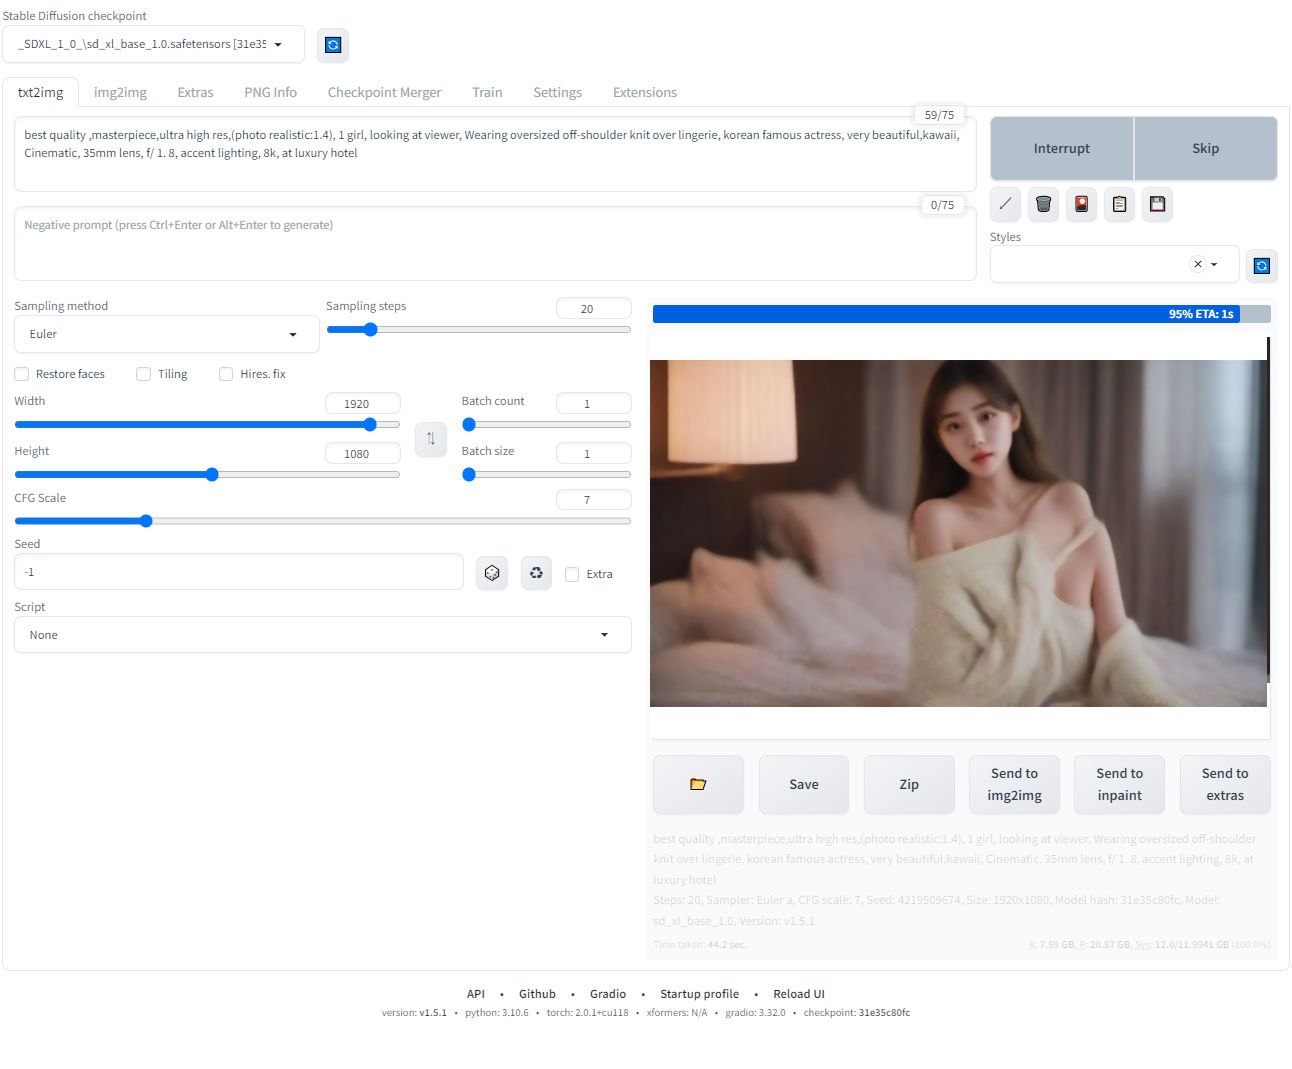 Stable Diffusion checkpoint
_SDXL_1_0_\sd_xl_base_1.0.safetensors [31e35
txt2img img2img Extras PNG Info Checkpoint Merger Train Settings Extensions
59/75
best quality ,masterpiece,ultra high res,(photo realistic:1.4), 1 girl, looking at viewer, Wearing oversized off-shoulder knit over lingerie, korean famous actress, very beautiful,kawaii,
Cinematic, 35mm lens, f/ 1. 8, accent lighting, 8k, at luxury hotel
Interrupt Skip
0/75
Negative prompt (press Ctrl+Enter or Alt+Enter to generate)
Styles
Sampling method
Euler
Sampling steps
20
95% ETA: 1s
Restore faces Tiling Hires. fix
Width
1920
Batch count
1
Height
1080
Batch size
1
CFG Scale
7
Seed
-1
Extra
Script
None
Save
Zip
Send to
img2img
Send to
inpaint
Send to
extras
best quality ,masterpiece,ultra high res,(photo realistic:1.4), 1 girl, looking at viewer, Wearing oversized off-shoulder
knit over lingerie, korean famous actress, very beautiful,kawaii, Cinematic, 35mm lens, f/ 1. 8, accent lighting, 8k, at
luxury hotel
Steps: 20, Sampler: Euler a, CFG scale: 7, Seed: 4219509674, Size: 1920x1080, Model hash: 31e35c80fc, Model:
sd_xl_base_1.0, Version: v1.5.1
Time taken: 44.2 sec.
A: 7.59 GB, R: 20.87 GB, Sys: 12.0/11.9941 GB (100.0%)
API • Github • Gradio • Startup profile • Reload UI
version: v1.5.1 • python: 3.10.6 • torch: 2.0.1+cu118 • xformers: N/A • gradio: 3.32.0 • checkpoint: 31e35c80fc